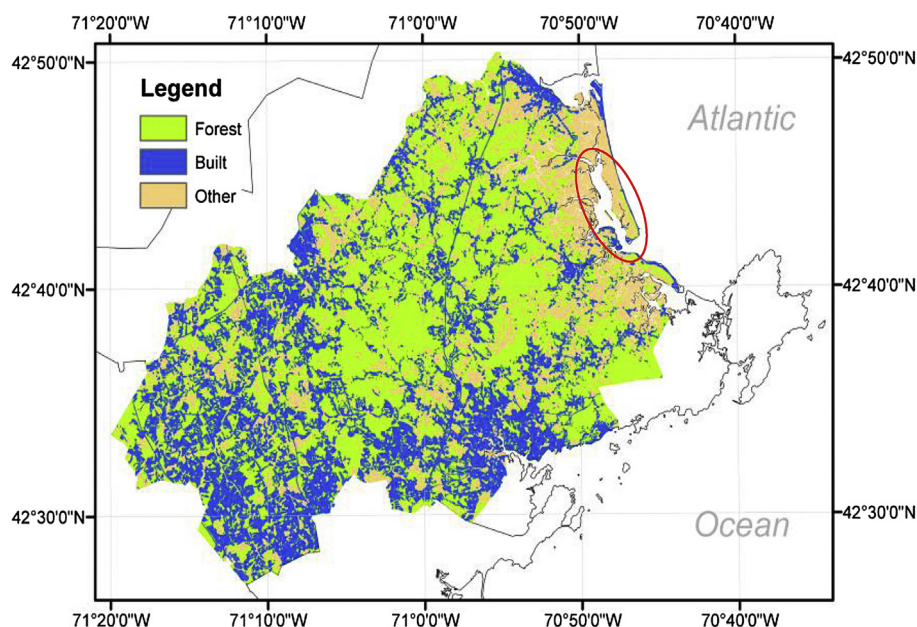 71°20'0"W 71°10'0"W 71°0'0"W 70°50'0"W 70°40'0"W
42°50'0"N 42°50'0"N
Legend
Forest
Built
Other
Atlantic
42°40'0"N 42°40'0"N
42°30'0"N 42°30'0"N
Ocean
71°20'0"W 71°10'0"W 71°0'0"W 70°50'0"W 70°40'0"W